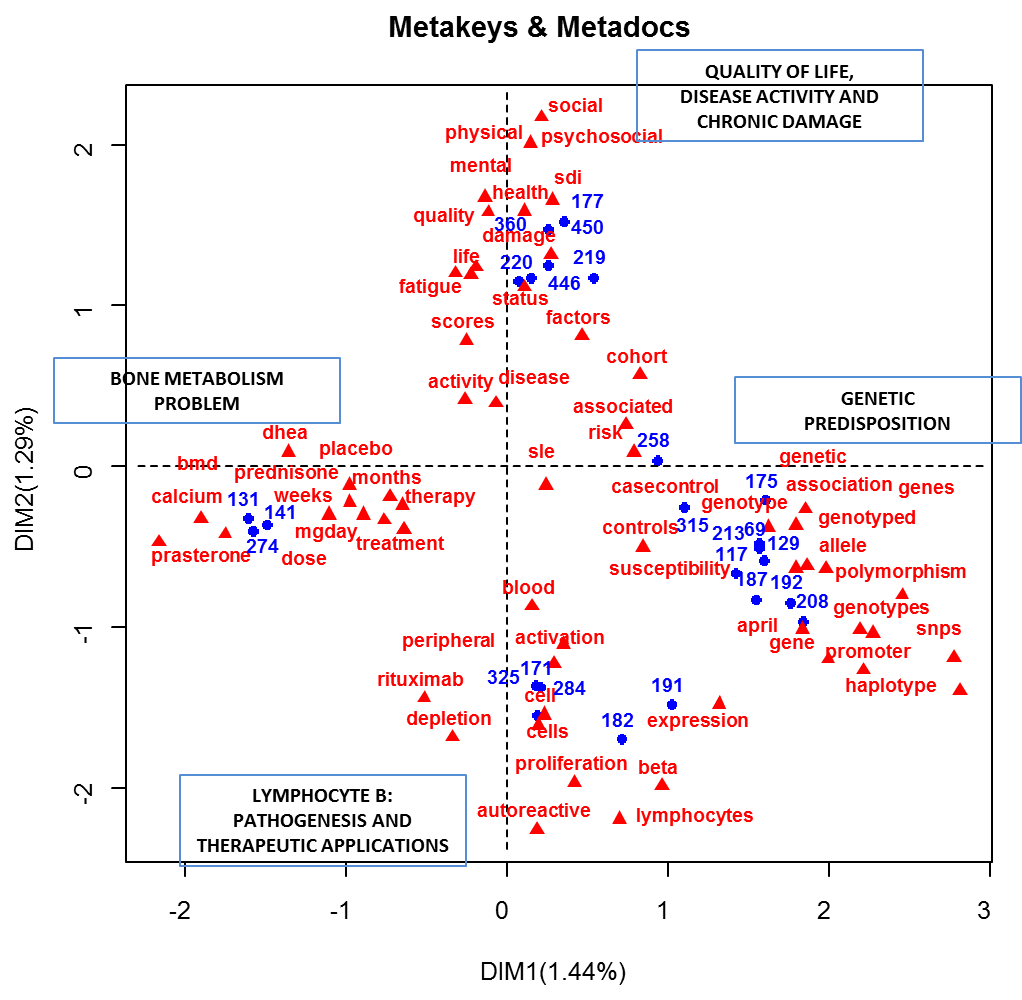 Metakeys & Metadocs
QUALITY OF LIFE,
DISEASE ACTIVITY AND
CHRONIC DAMAGE
social
physical psychosocial
mental
sdi
health
177
quality
360
450
damage
life
220
219
fatigue
446
status
scores
factors
cohort
BONE METABOLISM
PROBLEM
activity disease
GENETIC
PREDISPOSITION
associated
dhea
risk
258
placebo
sle
genetic
bmd
prednisone months
casecontrol
175 association genes
calcium 131
weeks
therapy
genotype
genotyped
141
mgday
controls
315
213 69
129
allele
prasterone
274
dose
treatment
117
susceptibility
187
192
polymorphism
blood
208
genotypes
april
gene
snps
peripheral
activation
promoter
rituximab
325
171
284
191
haplotype
cell
depletion
cells
182
expression
proliferation
beta
LYMPHOCYTE B:
PATHOGENESIS AND
THERAPEUTIC APPLICATIONS
autoreactive
lymphocytes
DIM2(1.29%)
2
1
0
-1
-2
-2 -1 0 1 2 3
DIM1(1.44%)